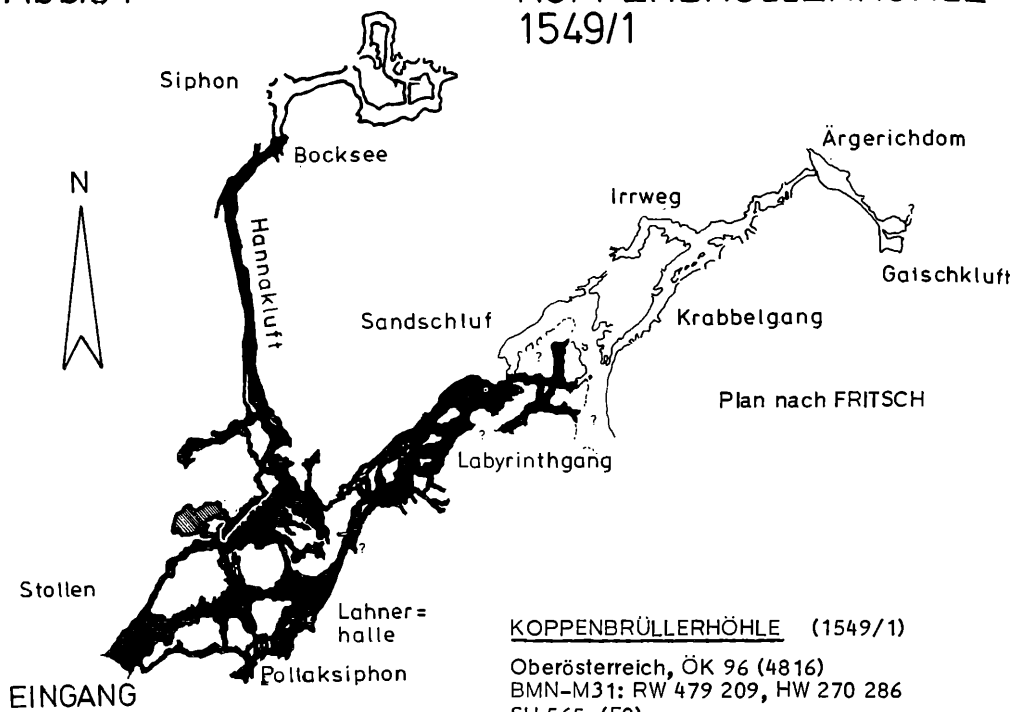 1549/1
Siphon
Bocksee
Ärgerichdom
N
Irrweg
Hannakluft
Gatschkluft
Sandschluf
Krabbelgang
?
Plan nach FRITSCH
?
?
Labyrinthgang
?
Stollen
Lahner=
halle
Pollaksiphon
EINGANG
KOPPENBRÜLLERHÖHLE (1549/1)
Oberösterreich, ÖK 96 (4816)
BMN-M31: RW 479 209, HW 270 286